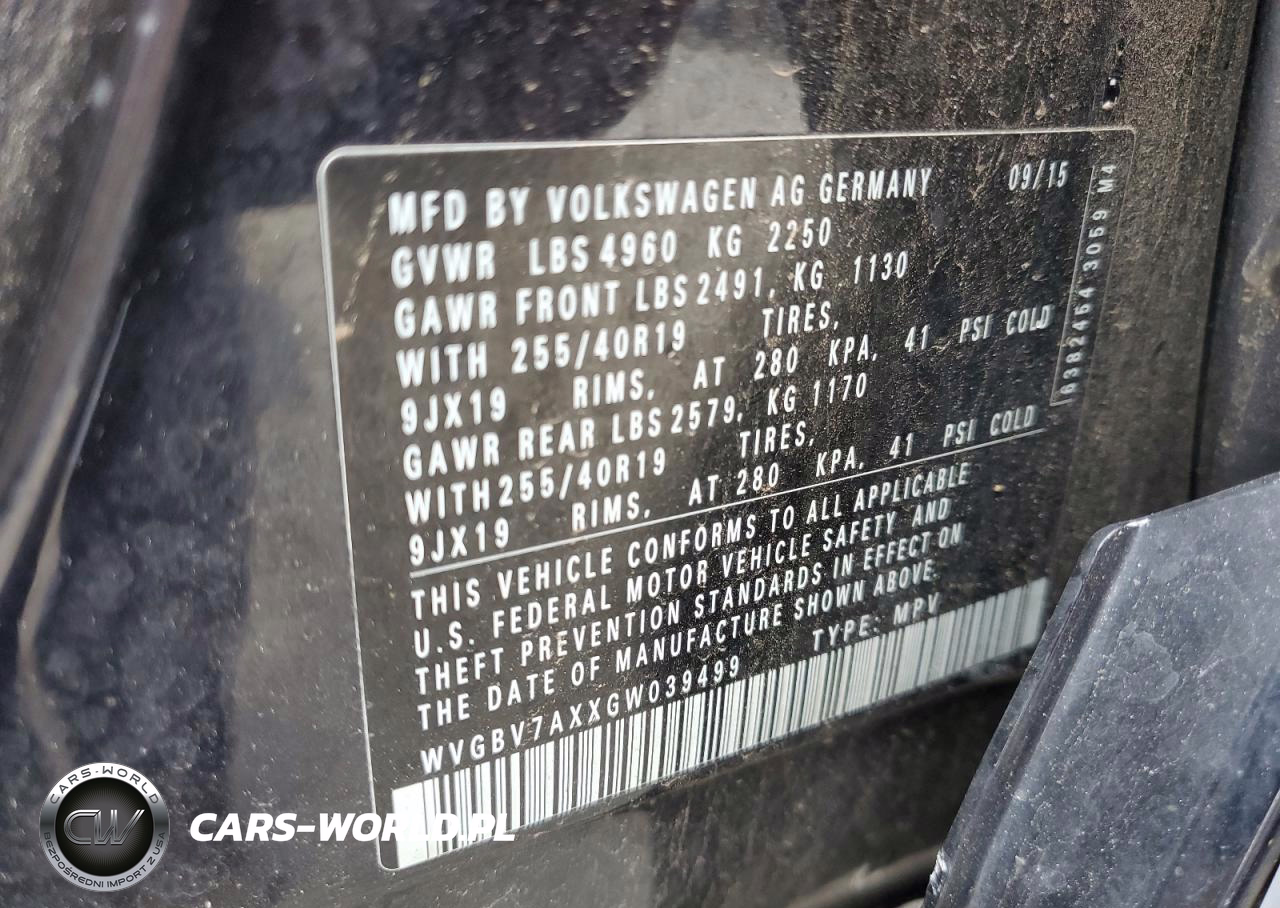 MFD BY VOLKSWAGEN AG GERMANY 09/15
GVWR LBS 4960 KG 2250
GAWR FRONT LBS 2491, KG 1130
WITH 255/40R19 TIRES,
9JX19 RIMS, AT 280 KPA, 41 PSI COLD
GAWR REAR LBS 2579, KG 1170
WITH 255/40R19 TIRES,
9JX19 RIMS, AT 280 KPA, 41 PSI COLD
THIS VEHICLE CONFORMS TO ALL APPLICABLE
U.S. FEDERAL MOTOR VEHICLE SAFETY AND
THEFT PREVENTION STANDARDS IN EFFECT ON
THE DATE OF MANUFACTURE SHOWN ABOVE.
WVGBV7AXXGW039499 TYPE: MPV
CARS-WORLD
CW
BEZPOŚREDNI IMPORT Z USA
CARS-WORLD.PL